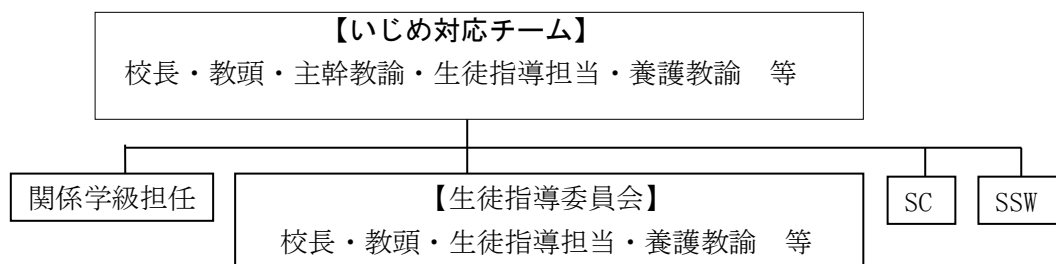 【いじめ対応チーム】
校長・教頭・主幹教諭・生徒指導担当・養護教諭　等
関係学級担任
【生徒指導委員会】
校長・教頭・生徒指導担当・養護教諭　等
SC
SSW